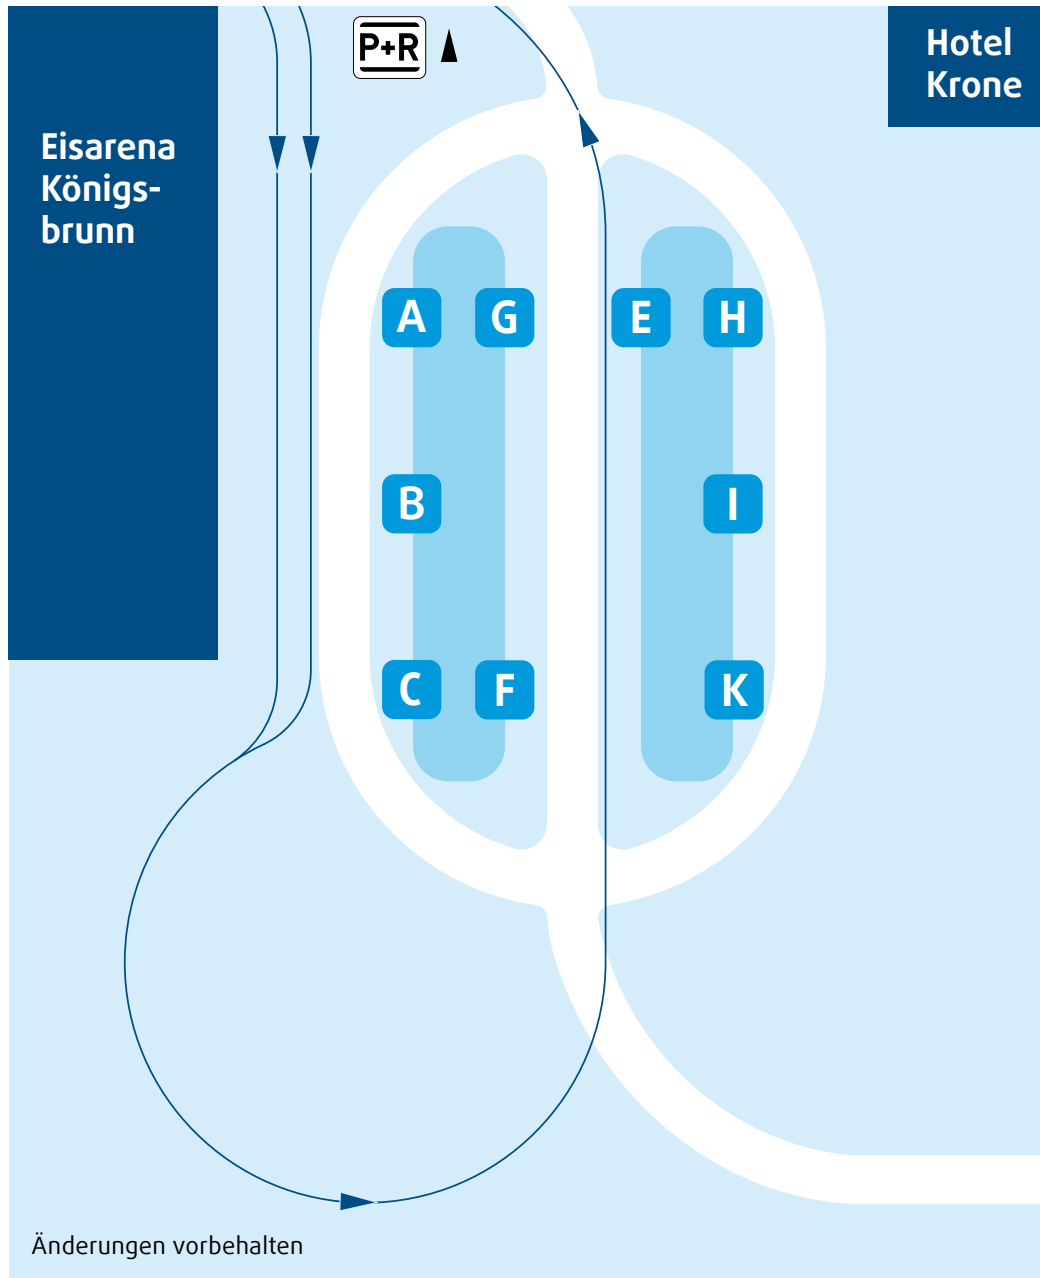 P+R
Hotel
Krone
Eisarena
Königs-
brunn
A G E H
B I
C F K
Änderungen vorbehalten